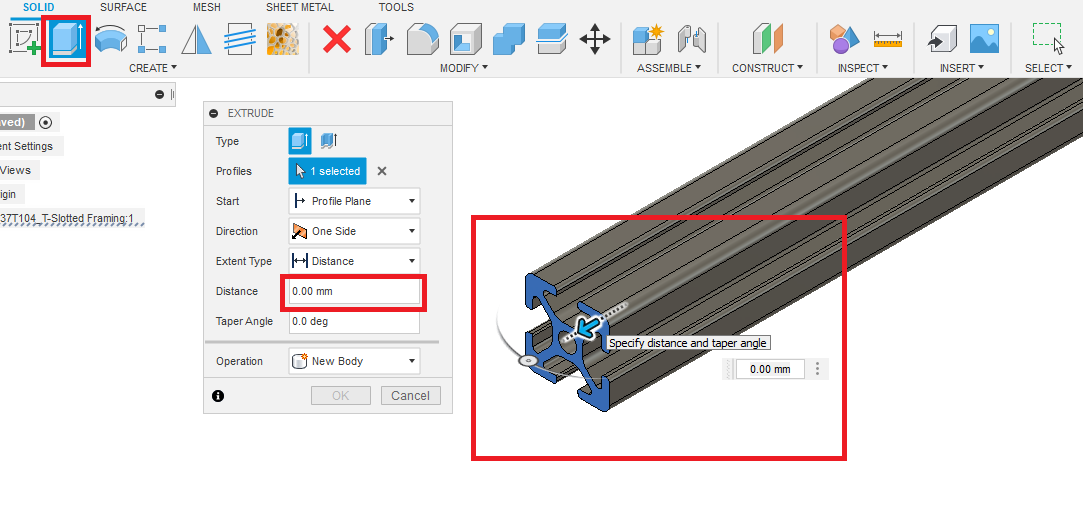 SOLID SURFACE MESH SHEET METAL TOOLS
CREATE MODIFY ASSEMBLE CONSTRUCT INSPECT INSERT SELECT
ved)
ent Settings
Views
igin
37T104_T-Slotted Framing:1
EXTRUDE
Type
Profiles 1 selected
Start Profile Plane
Direction One Side
Extent Type Distance
Distance 0.00 mm
Taper Angle 0.0 deg
Operation New Body
OK Cancel
Specify distance and taper angle
0.00 mm